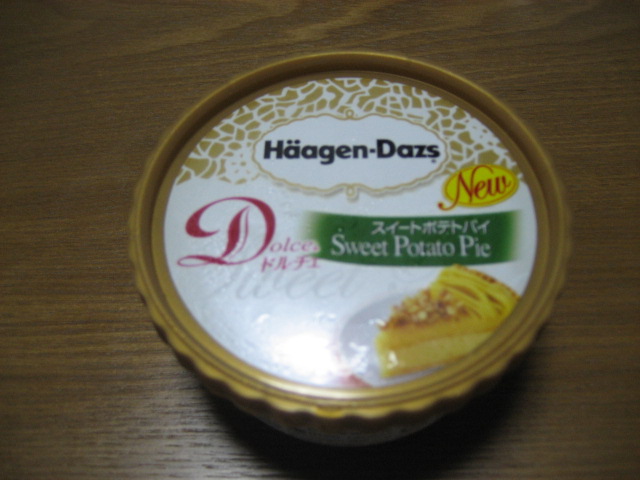 Häagen-Dazs
New
Dolce
ドルチェ
スイートポテトパイ
Sweet Potato Pie
Sweet